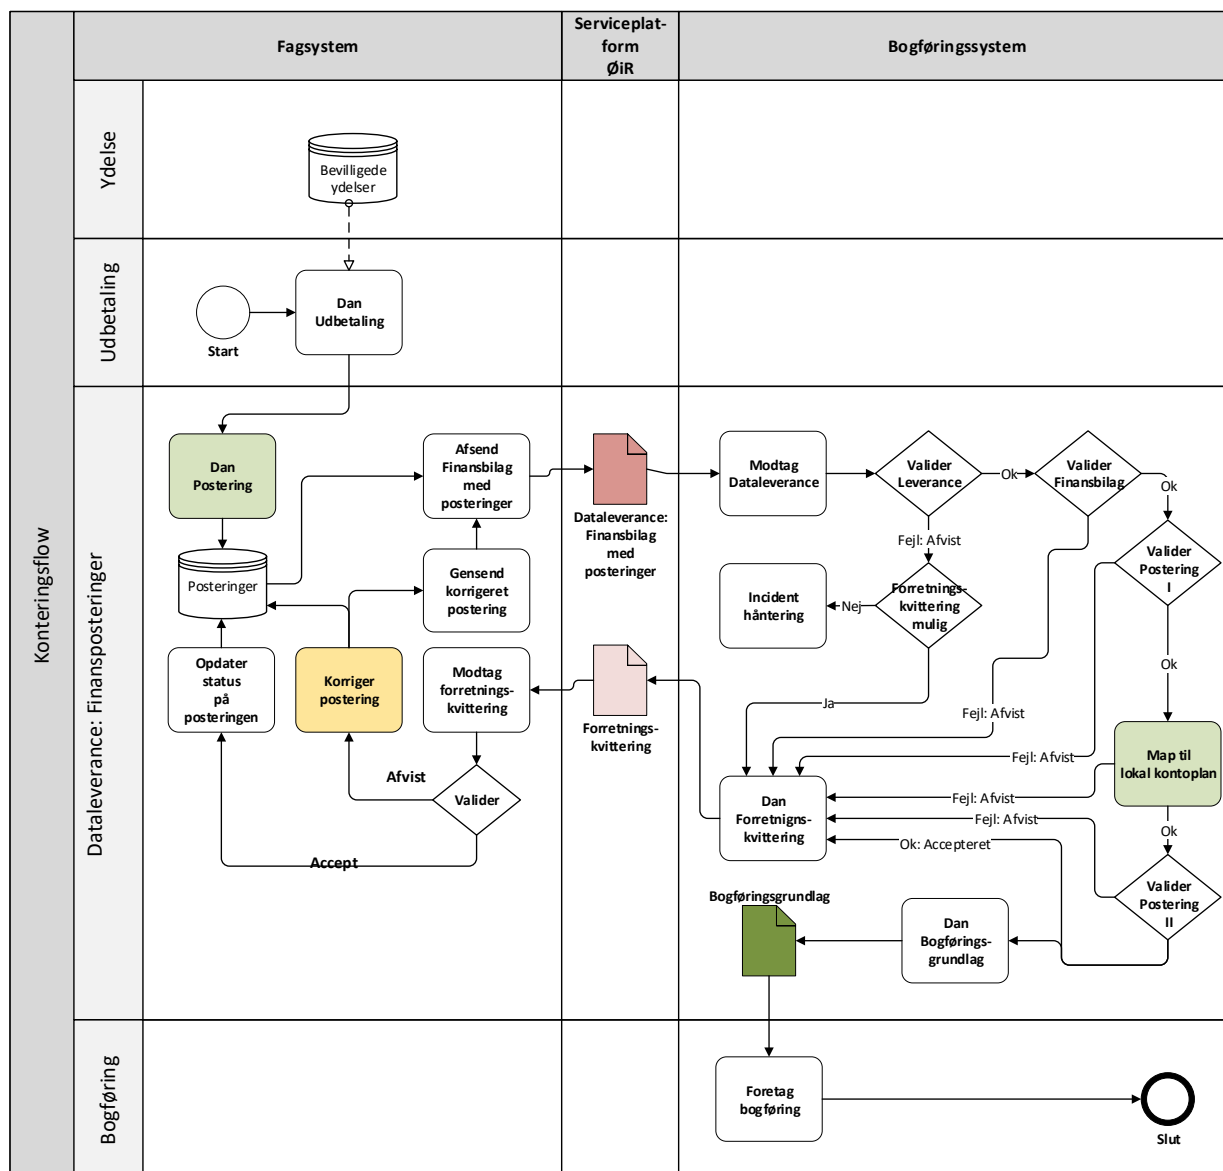 Fagsystem
Serviceplat-
form
ØiR
Bogføringssystem
Konteringsflow
Ydelse
Bevilligede
ydelser
Udbetaling
Start
Dan
Udbetaling
Dataleverance: Finansposteringer
Dan
Postering
Afsend
Finansbilag
med
posteringer
Dataleverance:
Finansbilag
med
posteringer
Modtag
Dataleverance
Valider
Leverance
Ok
Valider
Finansbilag
Ok
Fejl: Afvist
Posteringer
Gensend
korrigeret
postering
Incident
håntering
Nej
Forretnings-
kvittering
mulig
Valider
Postering
I
Opdater
status
på
posteringen
Korriger
postering
Modtag
forretnings-
kvittering
Forretnings-
kvittering
Ja
Fejl: Afvist
Ok
Fejl: Afvist
Map til
lokal kontoplan
Afvist
Valider
Dan
Forretnigns-
kvittering
Fejl: Afvist
Fejl: Afvist
Ok
Ok: Accepteret
Accept
Valider
Postering
II
Bogføringsgrundlag
Dan
Bogførings-
grundlag
Bogføring
Foretag
bogføring
Slut